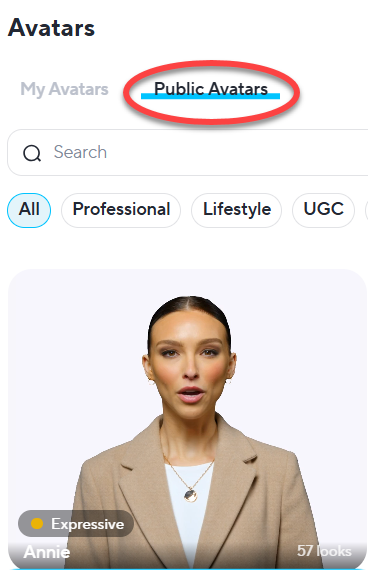 Avatars
My Avatars Public Avatars
Search
All Professional Lifestyle UGC
Expressive
Annie 57 looks